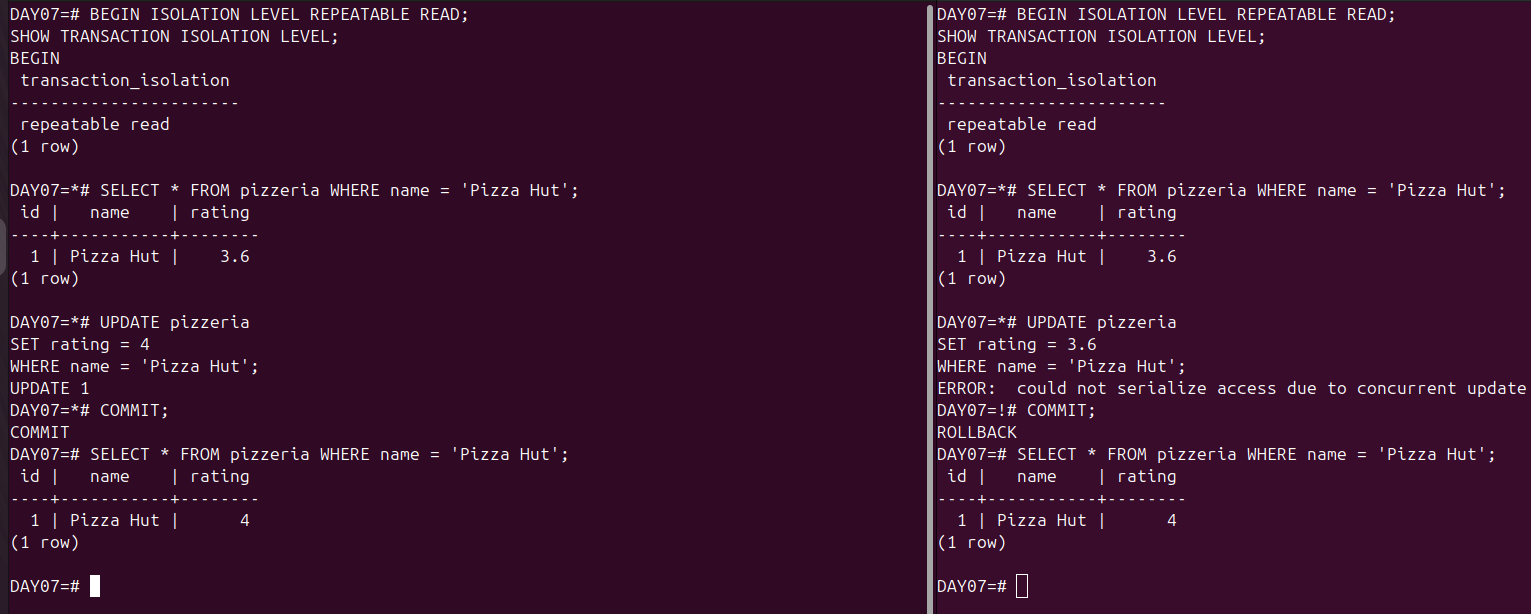 DAY07=# BEGIN ISOLATION LEVEL REPEATABLE READ;
SHOW TRANSACTION ISOLATION LEVEL;
BEGIN
 transaction_isolation
-----------------------
 repeatable read
(1 row)

DAY07=*# SELECT * FROM pizzeria WHERE name = 'Pizza Hut';
 id |   name    | rating
----+-----------+--------
  1 | Pizza Hut |    3.6
(1 row)

DAY07=*# UPDATE pizzeria
SET rating = 4
WHERE name = 'Pizza Hut';
UPDATE 1
DAY07=*# COMMIT;
COMMIT
DAY07=# SELECT * FROM pizzeria WHERE name = 'Pizza Hut';
 id |   name    | rating
----+-----------+--------
  1 | Pizza Hut |      4
(1 row)

DAY07=#

DAY07=# BEGIN ISOLATION LEVEL REPEATABLE READ;
SHOW TRANSACTION ISOLATION LEVEL;
BEGIN
 transaction_isolation
-----------------------
 repeatable read
(1 row)

DAY07=*# SELECT * FROM pizzeria WHERE name = 'Pizza Hut';
 id |   name    | rating
----+-----------+--------
  1 | Pizza Hut |    3.6
(1 row)

DAY07=*# UPDATE pizzeria
SET rating = 3.6
WHERE name = 'Pizza Hut';
ERROR:  could not serialize access due to concurrent update
DAY07=!# COMMIT;
ROLLBACK
DAY07=# SELECT * FROM pizzeria WHERE name = 'Pizza Hut';
 id |   name    | rating
----+-----------+--------
  1 | Pizza Hut |      4
(1 row)

DAY07=#